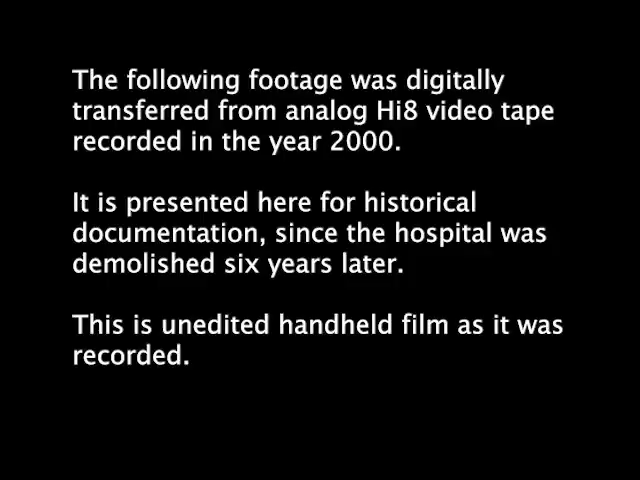 The following footage was digitally
transferred from analog Hi8 video tape
recorded in the year 2000.
It is presented here for historical
documentation, since the hospital was
demolished six years later.
This is unedited handheld film as it was
recorded.